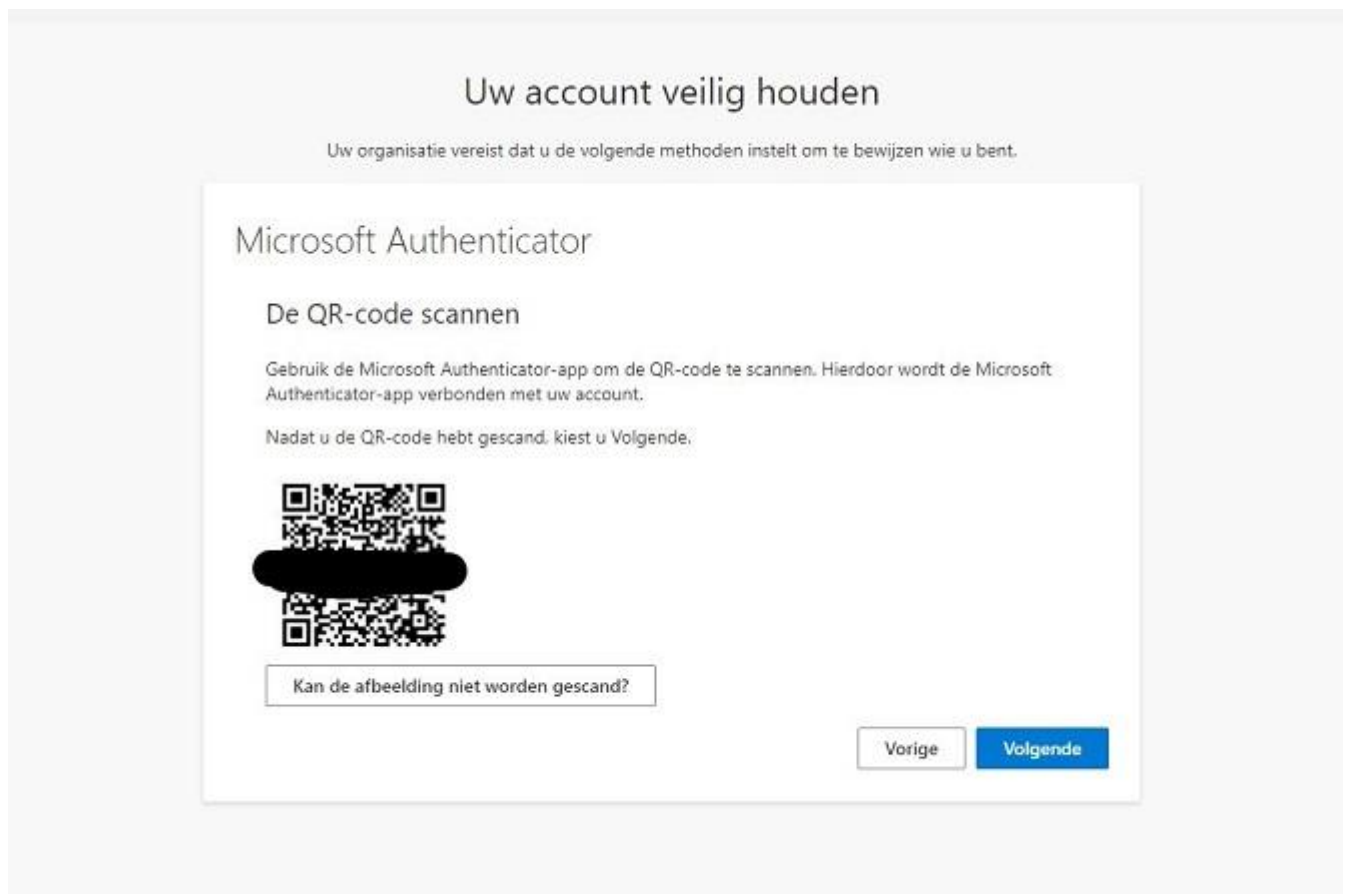 Uw account veilig houden
Uw organisatie vereist dat u de volgende methoden instelt om te bewijzen wie u bent.
Microsoft Authenticator
De QR-code scannen
Gebruik de Microsoft Authenticator-app om de QR-code te scannen. Hierdoor wordt de Microsoft
Authenticator-app verbonden met uw account.
Nadat u de QR-code hebt gescand, kiest u Volgende.
Kan de afbeelding niet worden gescand?
Vorige
Volgende